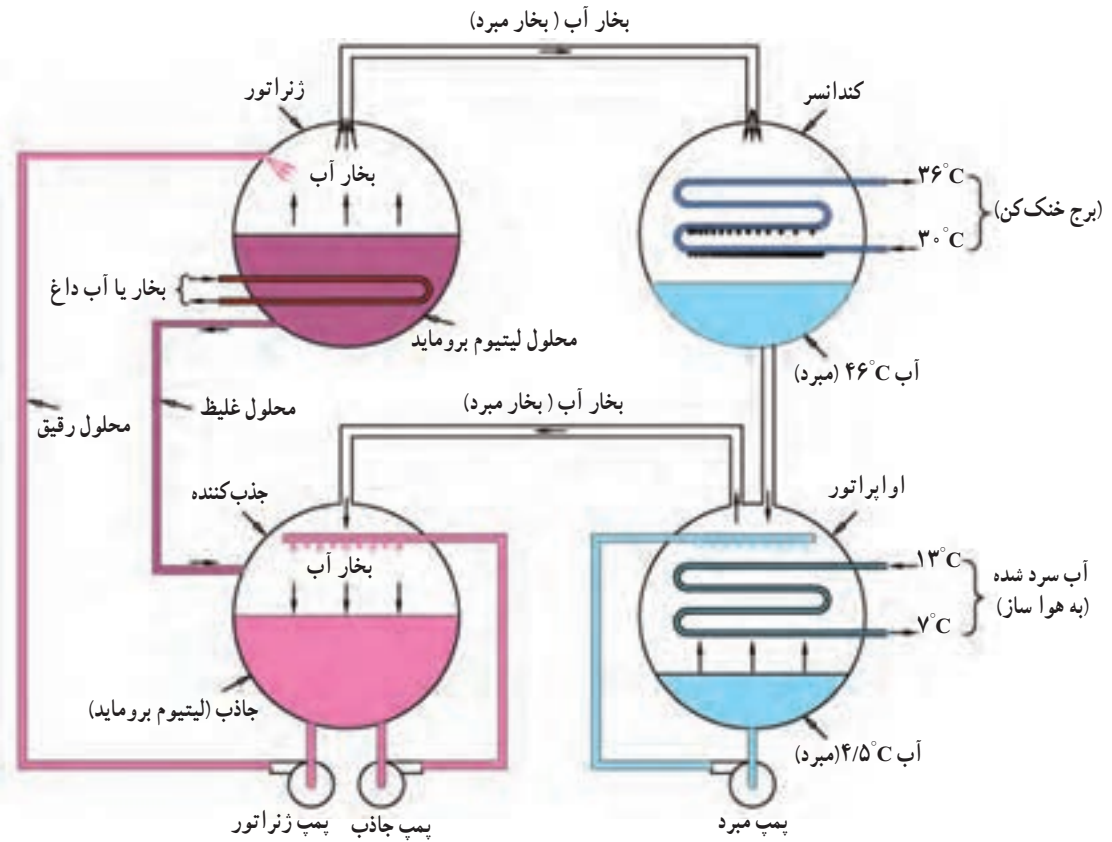 بخار آب (بخار مبرد)
ژنراتور
کندانسر
بخار آب
۳۶°C
(برج خنک‌کن)
۳۰°C
بخار یا آب داغ
محلول لیتیوم بروماید
آب ۴۶°C (مبرد)
بخار آب (بخار مبرد)
محلول غلیظ
محلول رقیق
جذب‌کننده
اواپراتور
بخار آب
۱۳°C
آب سرد شده
(به هوا ساز)
۷°C
جاذب (لیتیوم بروماید)
آب ۴/۵°C (مبرد)
پمپ ژنراتور
پمپ جاذب
پمپ مبرد